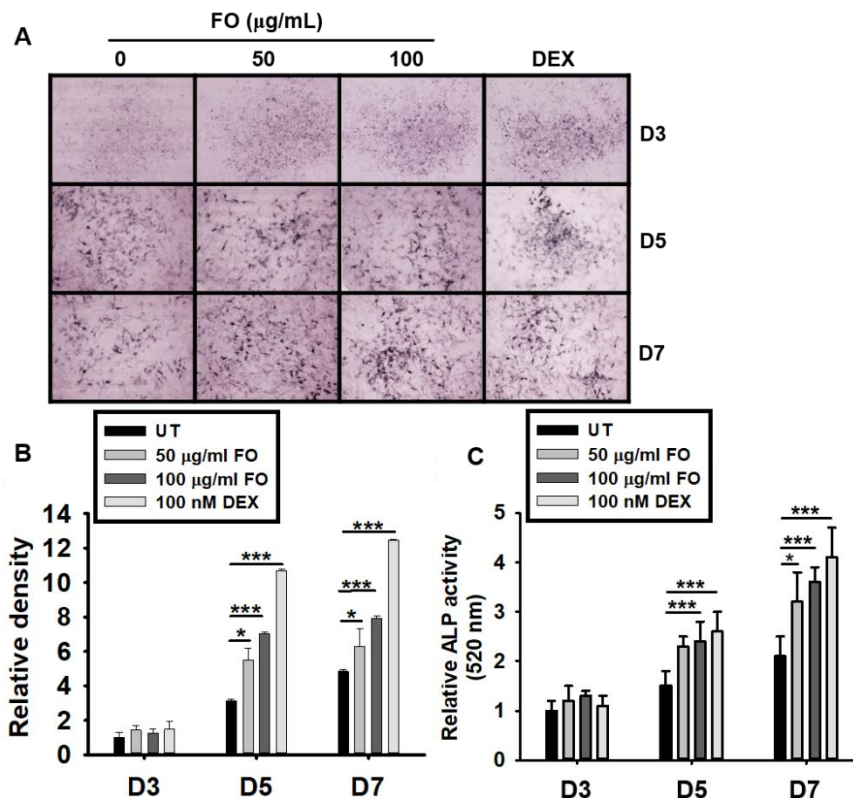 A
FO (μg/mL)
0 50 100 DEX
D3
D5
D7
B
UT
50 μg/ml FO
100 μg/ml FO
100 nM DEX
Relative density
14
12
10
8
6
4
2
0
***
***
*
***
***
*
D3 D5 D7
C
UT
50 μg/ml FO
100 μg/ml FO
100 nM DEX
Relative ALP activity
(520 nm)
5
4
3
2
1
0
***
***
***
***
*
D3 D5 D7